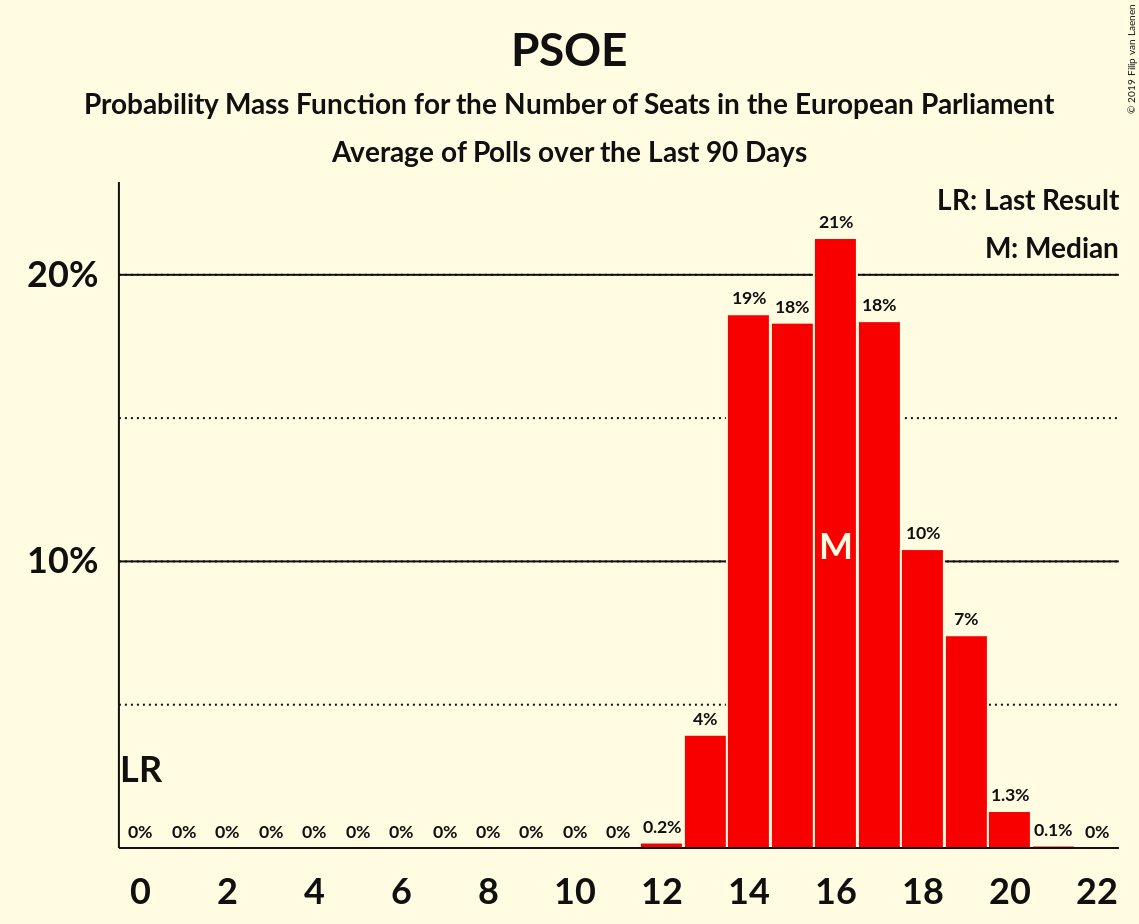 PSOE
Probability Mass Function for the Number of Seats in the European Parliament
Average of Polls over the Last 90 Days
© 2019 Filip van Laenen
LR: Last Result
M: Median
20%
10%
21%
19%
18%
18%
10%
7%
4%
1.3%
0.2%
0.1%
M
LR
0% 0% 0% 0% 0% 0% 0% 0% 0% 0% 0% 0% 0%
0 2 4 6 8 10 12 14 16 18 20 22